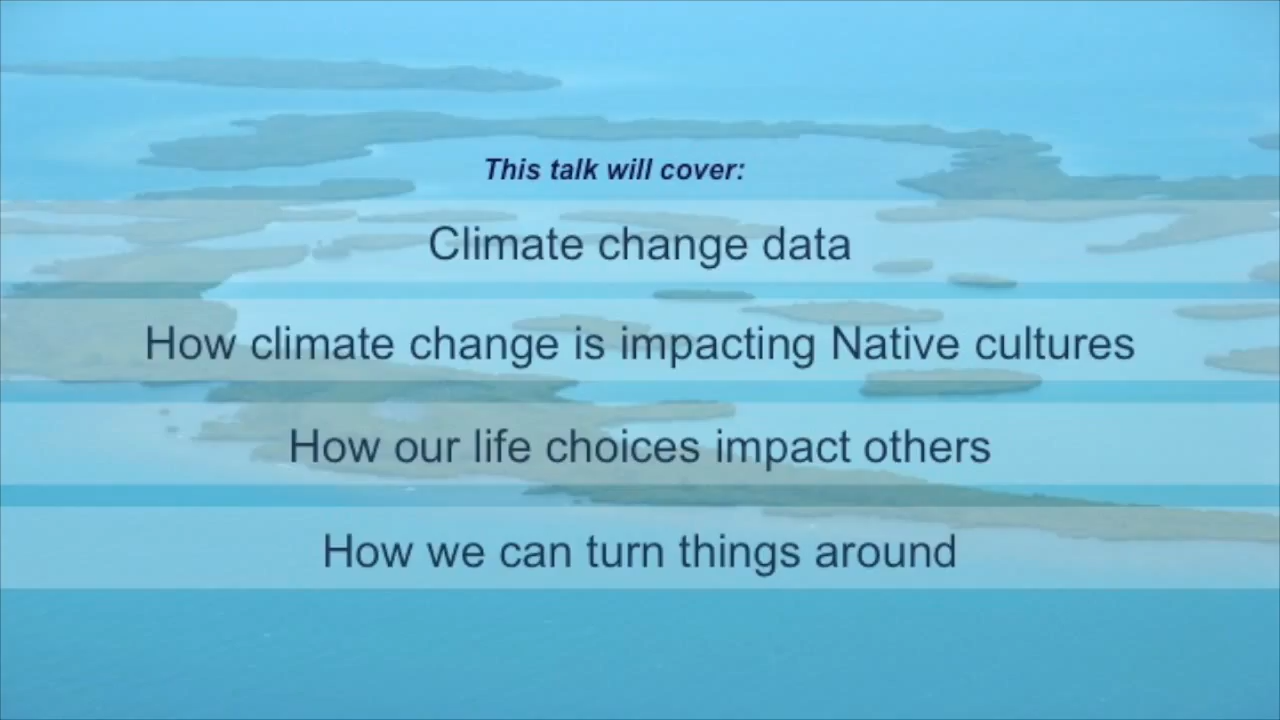 This talk will cover:
Climate change data
How climate change is impacting Native cultures
How our life choices impact others
How we can turn things around